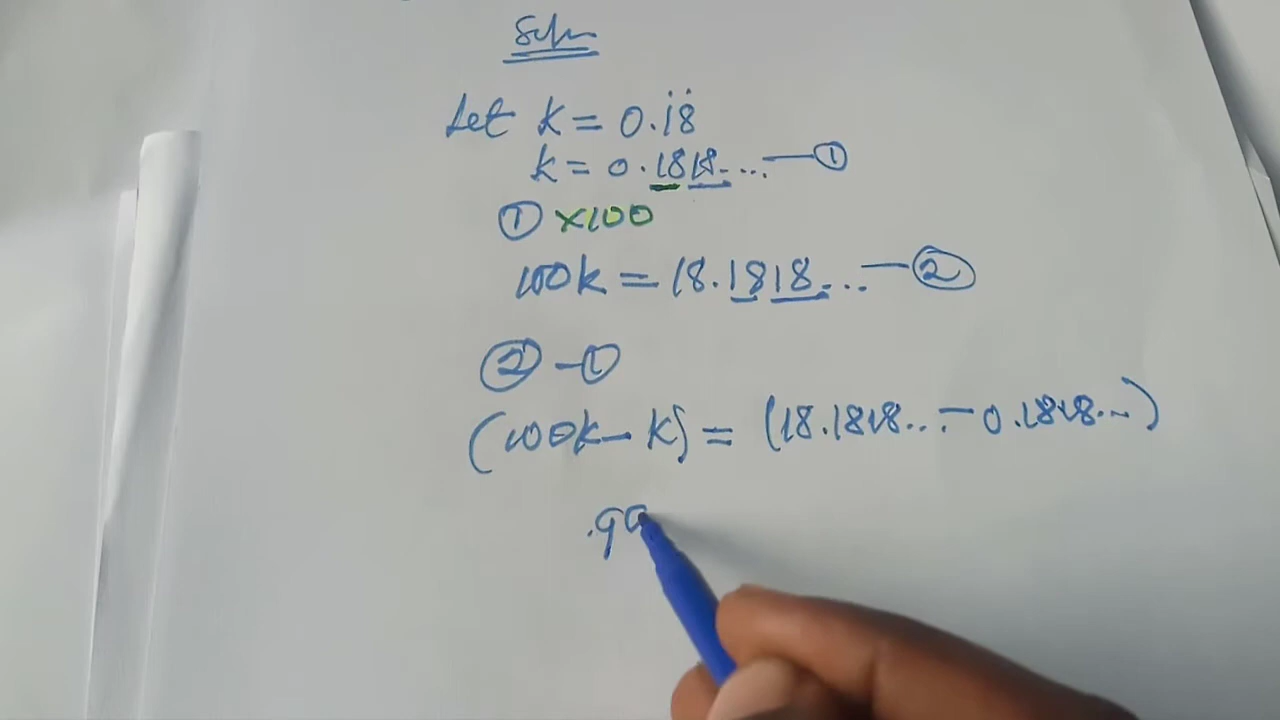 Soln
Let k = 0.1̇8̇
k = 0.1818... — ①
① ×100
100k = 18.1818... — ②
② - ①
(100k - k) = (18.1818... - 0.1818...)
99